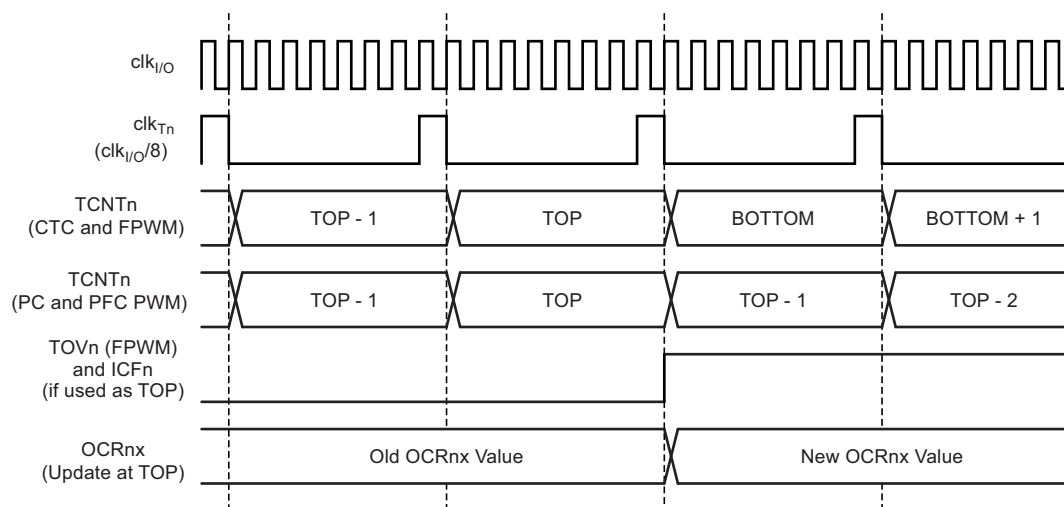 clkI/O
clkTn
(clkI/O/8)
TCNTn
(CTC and FPWM)
TOP - 1 TOP BOTTOM BOTTOM + 1
TCNTn
(PC and PFC PWM)
TOP - 1 TOP TOP - 1 TOP - 2
TOVn (FPWM)
and ICFn
(if used as TOP)
OCRnx
(Update at TOP)
Old OCRnx Value New OCRnx Value